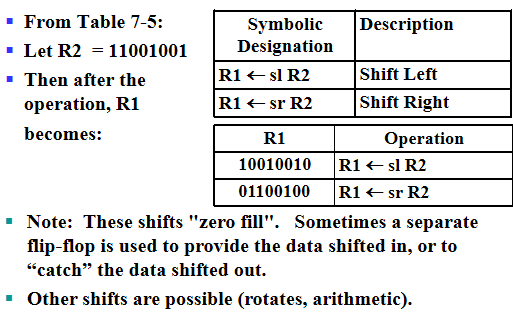 From Table 7-5:
Let R2 = 11001001
Then after the
operation, R1
becomes:
Symbolic Designation Description
R1 ← sl R2 Shift Left
R1 ← sr R2 Shift Right
R1 Operation
10010010 R1 ← sl R2
01100100 R1 ← sr R2
Note: These shifts "zero fill". Sometimes a separate
flip-flop is used to provide the data shifted in, or to
“catch” the data shifted out.
Other shifts are possible (rotates, arithmetic).